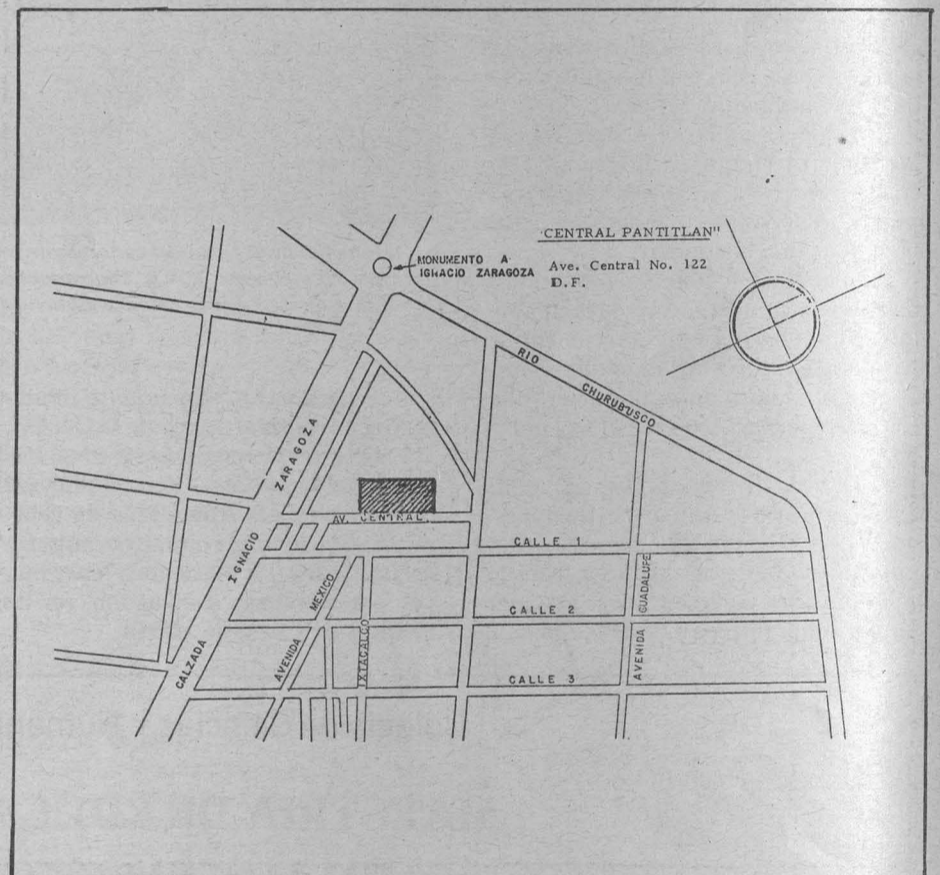 "CENTRAL PANTITLAN"
Ave. Central No. 122
D.F.
MONUMENTO A
IGNACIO ZARAGOZA
RIO CHURUBUSCO
CALZADA IGNACIO ZARAGOZA
AV. CENTRAL
CALLE 1
AVENIDA MEXICO
AVENIDA GUADALUPE
CALLE 2
IXTACALCO
CALLE 3